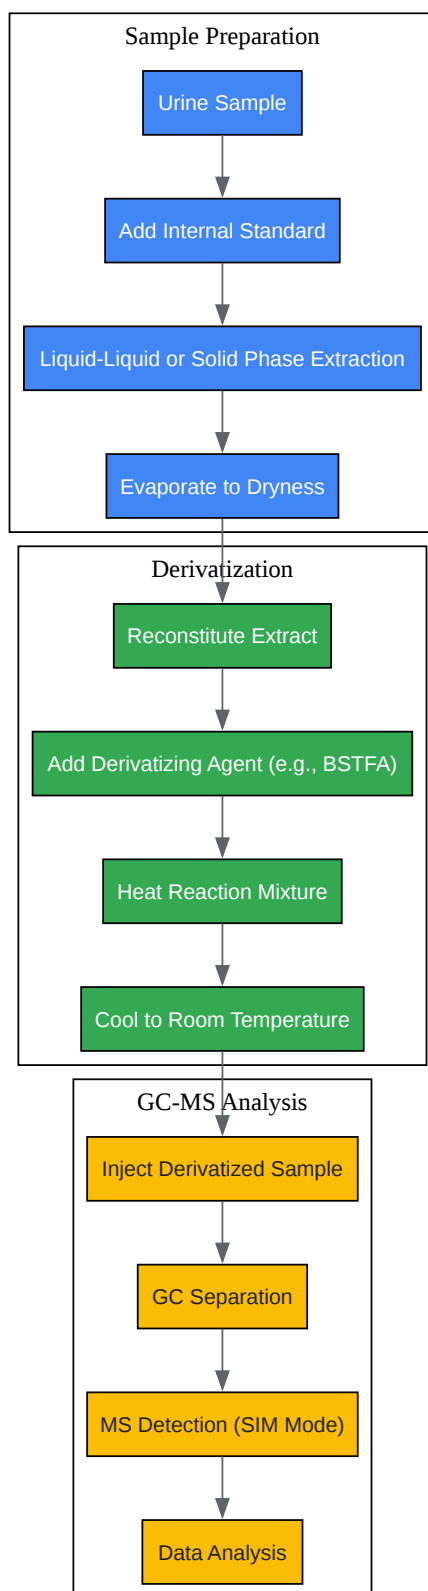 Sample Preparation
Urine Sample
Add Internal Standard
Liquid-Liquid or Solid Phase Extraction
Evaporate to Dryness
Derivatization
Reconstitute Extract
Add Derivatizing Agent (e.g., BSTFA)
Heat Reaction Mixture
Cool to Room Temperature
GC-MS Analysis
Inject Derivatized Sample
GC Separation
MS Detection (SIM Mode)
Data Analysis